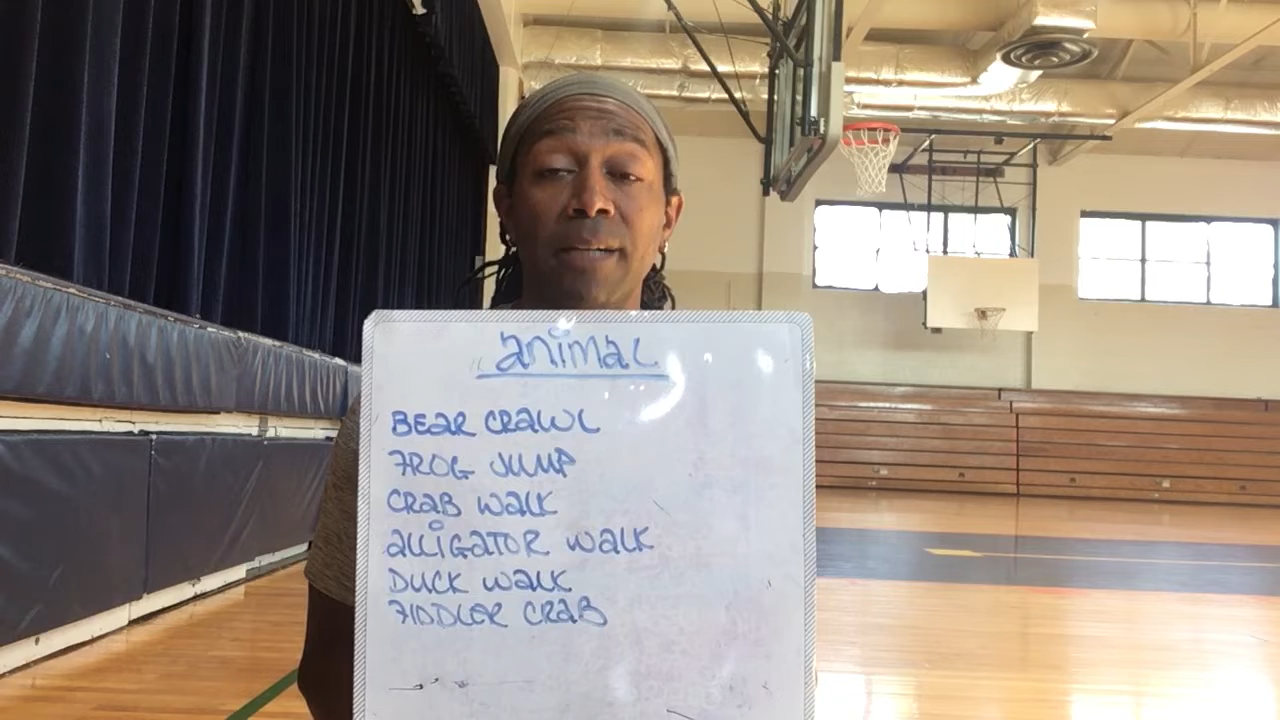 animaL
BEaR CRawL
FROG JUMP
CRaB waLK
aLLiGaTOR waLK
DUCK waLK
FIDDLER CRaB